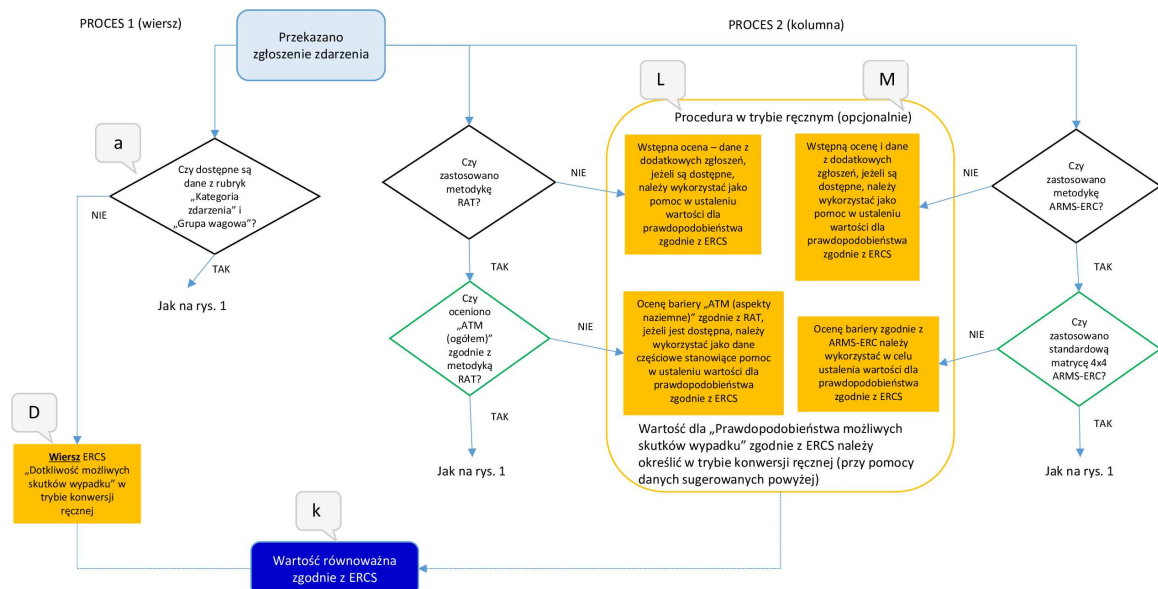 PROCES 1 (wiersz)
Przekazano
zgłoszenie zdarzenia
PROCES 2 (kolumna)
a
Czy dostępne są
dane z rubryk
„Kategoria
zdarzenia” i
„Grupa wagowa”?
NIE
TAK
Jak na rys. 1
D
Wiersz ERCS
„Dotkliwość możliwych
skutków wypadku” w
trybie konwersji
ręcznej
Czy
zastosowano
metodykę
RAT?
NIE
TAK
Czy
oceniono
„ATM
(ogółem)”
zgodnie z
metodyką
RAT?
NIE
TAK
Jak na rys. 1
L
M
Procedura w trybie ręcznym (opcjonalnie)
Wstępna ocena – dane z
dodatkowych zgłoszeń,
jeżeli są dostępne,
należy wykorzystać jako
pomoc w ustaleniu
wartości dla
prawdopodobieństwa
zgodnie z ERCS
Wstępną ocenę i dane
z dodatkowych
zgłoszeń, jeżeli są
dostępne, należy
wykorzystać jako
pomoc w ustaleniu
wartości dla
prawdopodobieństwa
zgodnie z ERCS
Ocenę bariery „ATM (aspekty
naziemne)” zgodnie z RAT,
jeżeli jest dostępna, należy
wykorzystać jako dane
częściowe stanowiące pomoc
w ustaleniu wartości dla
prawdopodobieństwa
zgodnie z ERCS
Ocenę bariery zgodnie z
ARMS-ERC należy
wykorzystać w celu
ustalenia wartości dla
prawdopodobieństwa
zgodnie z ERCS
Wartość dla „Prawdopodobieństwa możliwych
skutków wypadku” zgodnie z ERCS należy
określić w trybie konwersji ręcznej (przy pomocy
danych sugerowanych powyżej)
NIE
Czy
zastosowano
metodykę
ARMS-ERC?
TAK
NIE
Czy
zastosowano
standardową
matrycę 4x4
ARMS-ERC?
TAK
Jak na rys. 1
k
Wartość równoważna
zgodnie z ERCS